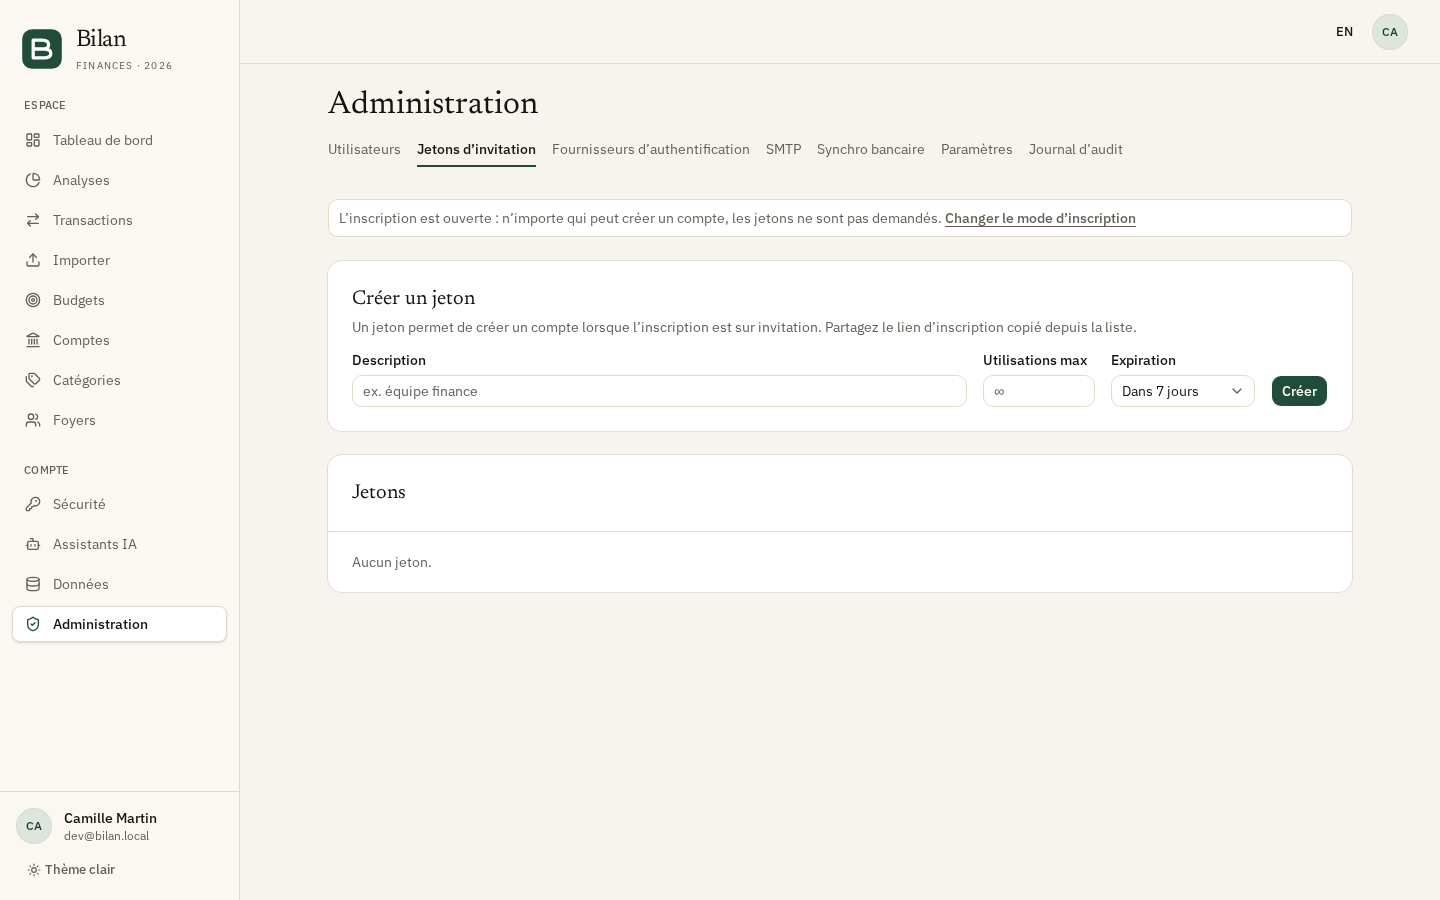 Bilan
FINANCES · 2026
ESPACE
Tableau de bord
Analyses
Transactions
Importer
Budgets
Comptes
Catégories
Foyers
COMPTE
Sécurité
Assistants IA
Données
Administration
CA
Camille Martin
dev@bilan.local
Thème clair
EN
CA
Administration
Utilisateurs Jetons d’invitation Fournisseurs d’authentification SMTP Synchro bancaire Paramètres Journal d’audit
L’inscription est ouverte : n’importe qui peut créer un compte, les jetons ne sont pas demandés. Changer le mode d’inscription
Créer un jeton
Un jeton permet de créer un compte lorsque l’inscription est sur invitation. Partagez le lien d’inscription copié depuis la liste.
Description Utilisations max Expiration
ex. équipe finance ∞ Dans 7 jours Créer
Jetons
Aucun jeton.